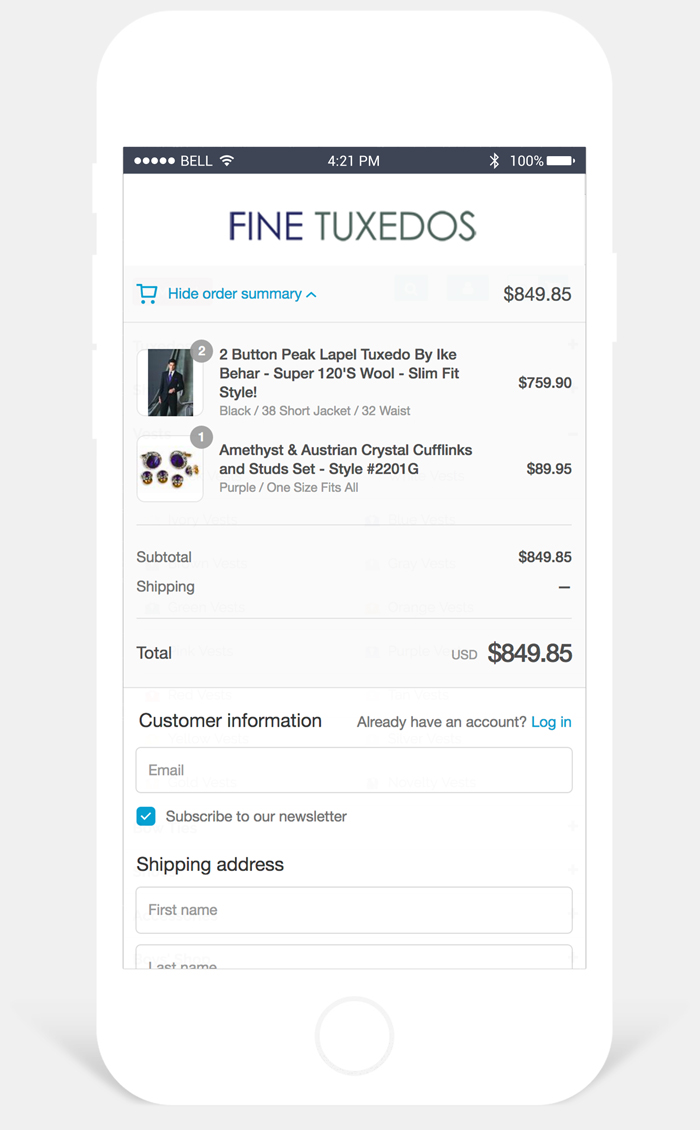 BELL 4:21 PM 100%
FINE TUXEDOS
Hide order summary $849.85
2
2 Button Peak Lapel Tuxedo By Ike
Behar - Super 120'S Wool - Slim Fit
Style!
$759.90
Black / 38 Short Jacket / 32 Waist
1
Amethyst & Austrian Crystal Cufflinks
and Studs Set - Style #2201G
$89.95
Purple / One Size Fits All
Subtotal $849.85
Shipping —
Total USD $849.85
Customer information Already have an account? Log in
Email
Subscribe to our newsletter
Shipping address
First name
Last name